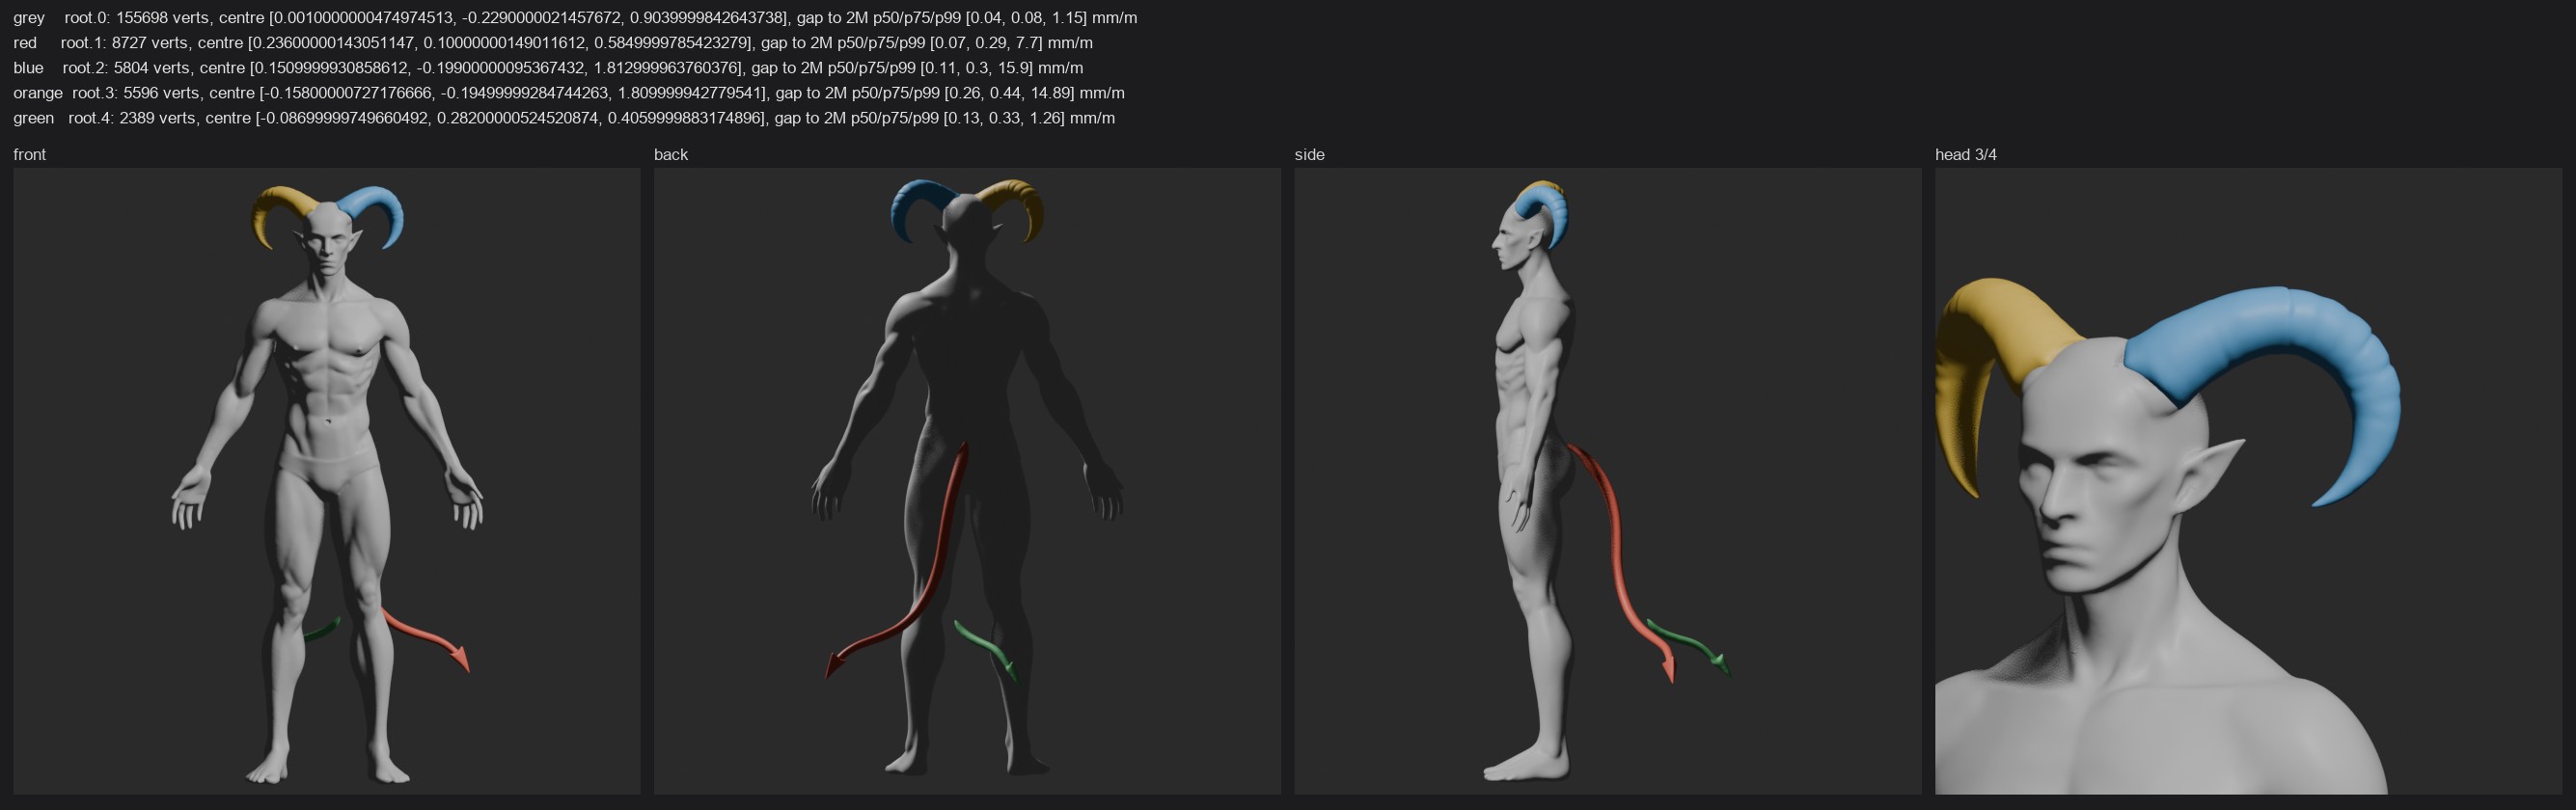 grey root.0: 155698 verts, centre [0.0010000000474974513, -0.2290000021457672, 0.9039999842643738], gap to 2M p50/p75/p99 [0.04, 0.08, 1.15] mm/m
red root.1: 8727 verts, centre [0.23600000143051147, 0.10000000149011612, 0.5849999785423279], gap to 2M p50/p75/p99 [0.07, 0.29, 7.7] mm/m
blue root.2: 5804 verts, centre [0.1509999930858612, -0.19900000095367432, 1.812999963760376], gap to 2M p50/p75/p99 [0.11, 0.3, 15.9] mm/m
orange root.3: 5596 verts, centre [-0.15800000727176666, -0.19499999284744263, 1.809999942779541], gap to 2M p50/p75/p99 [0.26, 0.44, 14.89] mm/m
green root.4: 2389 verts, centre [-0.08699999749660492, 0.28200000524520874, 0.4059999883174896], gap to 2M p50/p75/p99 [0.13, 0.33, 1.26] mm/m
front
back
side
head 3/4